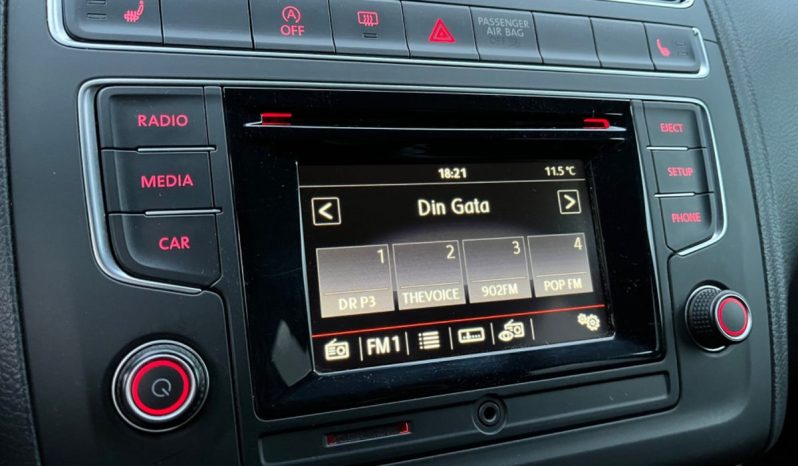 A OFF
PASSENGER
AIR BAG
RADIO
MEDIA
CAR
EJECT
SETUP
PHONE
18:21 11.5°C
< Din Gata >
1 2 3 4
DR P3 THEVOICE 902FM POP FM
FM1